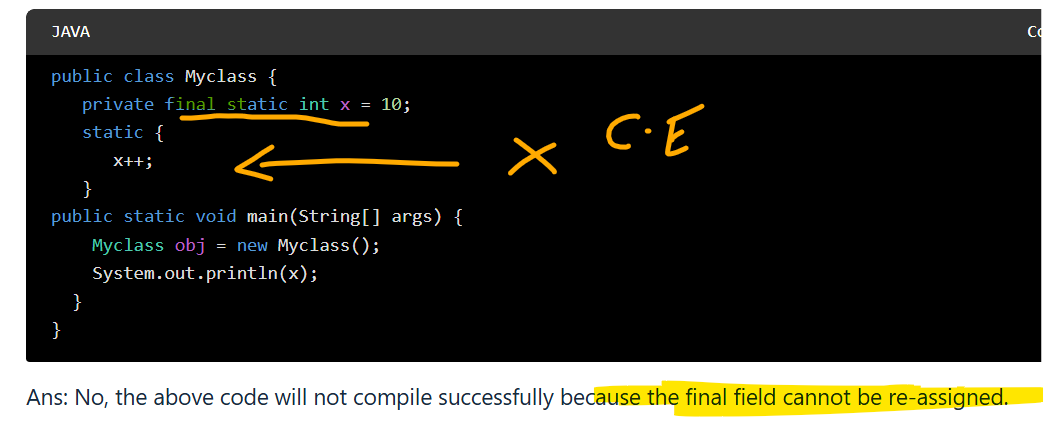 JAVA
Co
public class Myclass {
private final static int x = 10;
static {
x++;
}
X C.E
public static void main(String[] args) {
Myclass obj = new Myclass();
System.out.println(x);
}
}
Ans: No, the above code will not compile successfully because the final field cannot be re-assigned.